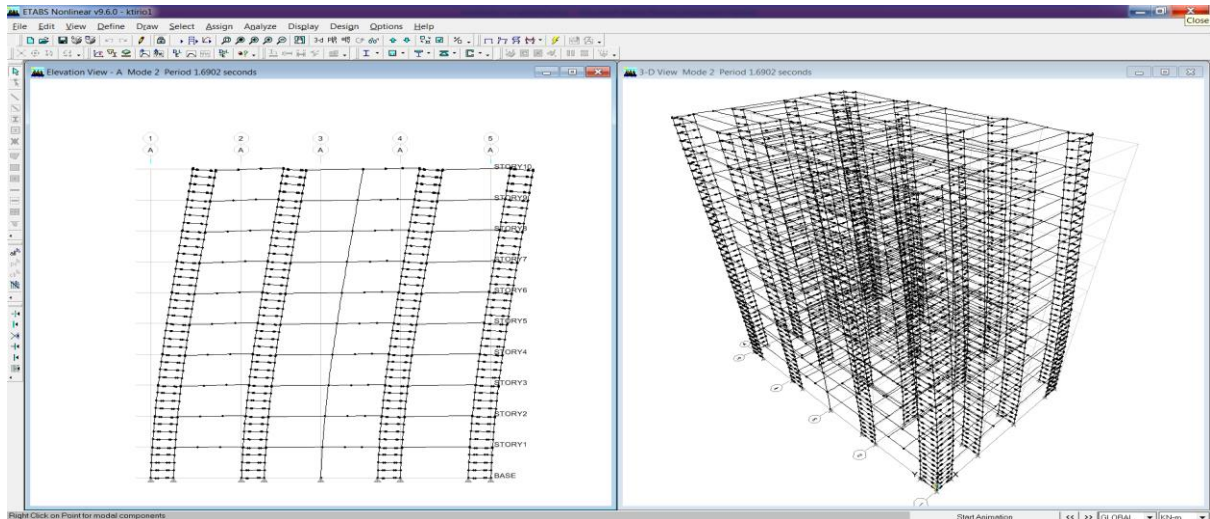 ETABS Nonlinear v9.6.0 - ktirio1
Close
File Edit View Define Draw Select Assign Analyze Display Design Options Help
3-d
Elevation View - A Mode 2 Period 1.6902 seconds
3-D View Mode 2 Period 1.6902 seconds
1 2 3 4 5
A A A A A
STORY10
STORY9
STORY8
STORY7
STORY6
STORY5
STORY4
STORY3
STORY2
STORY1
BASE
Y X
Right Click on Point for modal components
Start Animation << >> GLOBAL KN-m